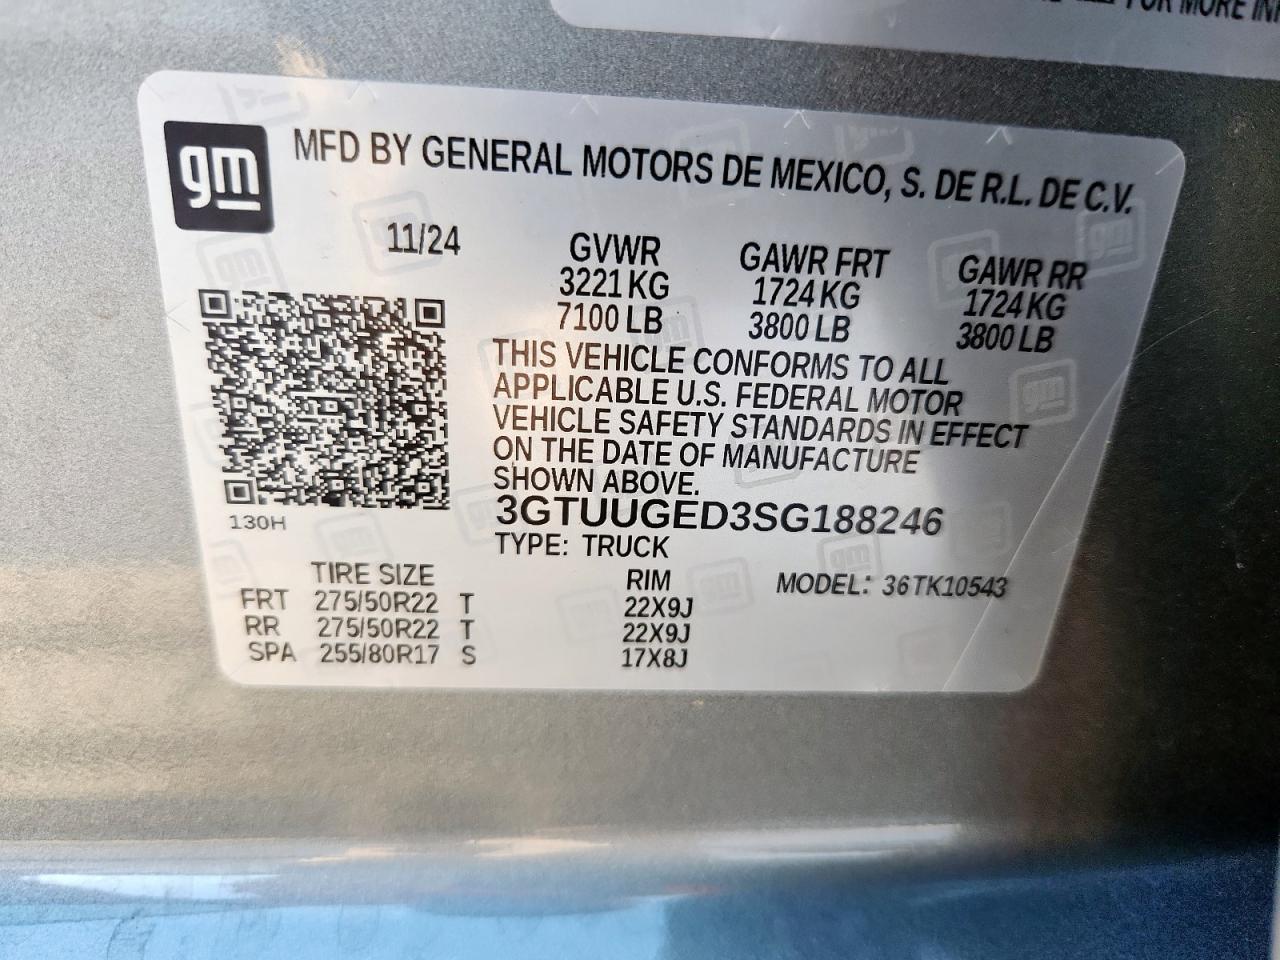 FOR MORE IN
gm
MFD BY GENERAL MOTORS DE MEXICO, S. DE R.L. DE C.V.
11/24
GVWR GAWR FRT GAWR RR
3221 KG 1724 KG 1724 KG
7100 LB 3800 LB 3800 LB
THIS VEHICLE CONFORMS TO ALL
APPLICABLE U.S. FEDERAL MOTOR
VEHICLE SAFETY STANDARDS IN EFFECT
ON THE DATE OF MANUFACTURE
SHOWN ABOVE.
3GTUUGED3SG188246
130H
TYPE: TRUCK
TIRE SIZE RIM MODEL: 36TK10543
FRT 275/50R22 T 22X9J
RR 275/50R22 T 22X9J
SPA 255/80R17 S 17X8J